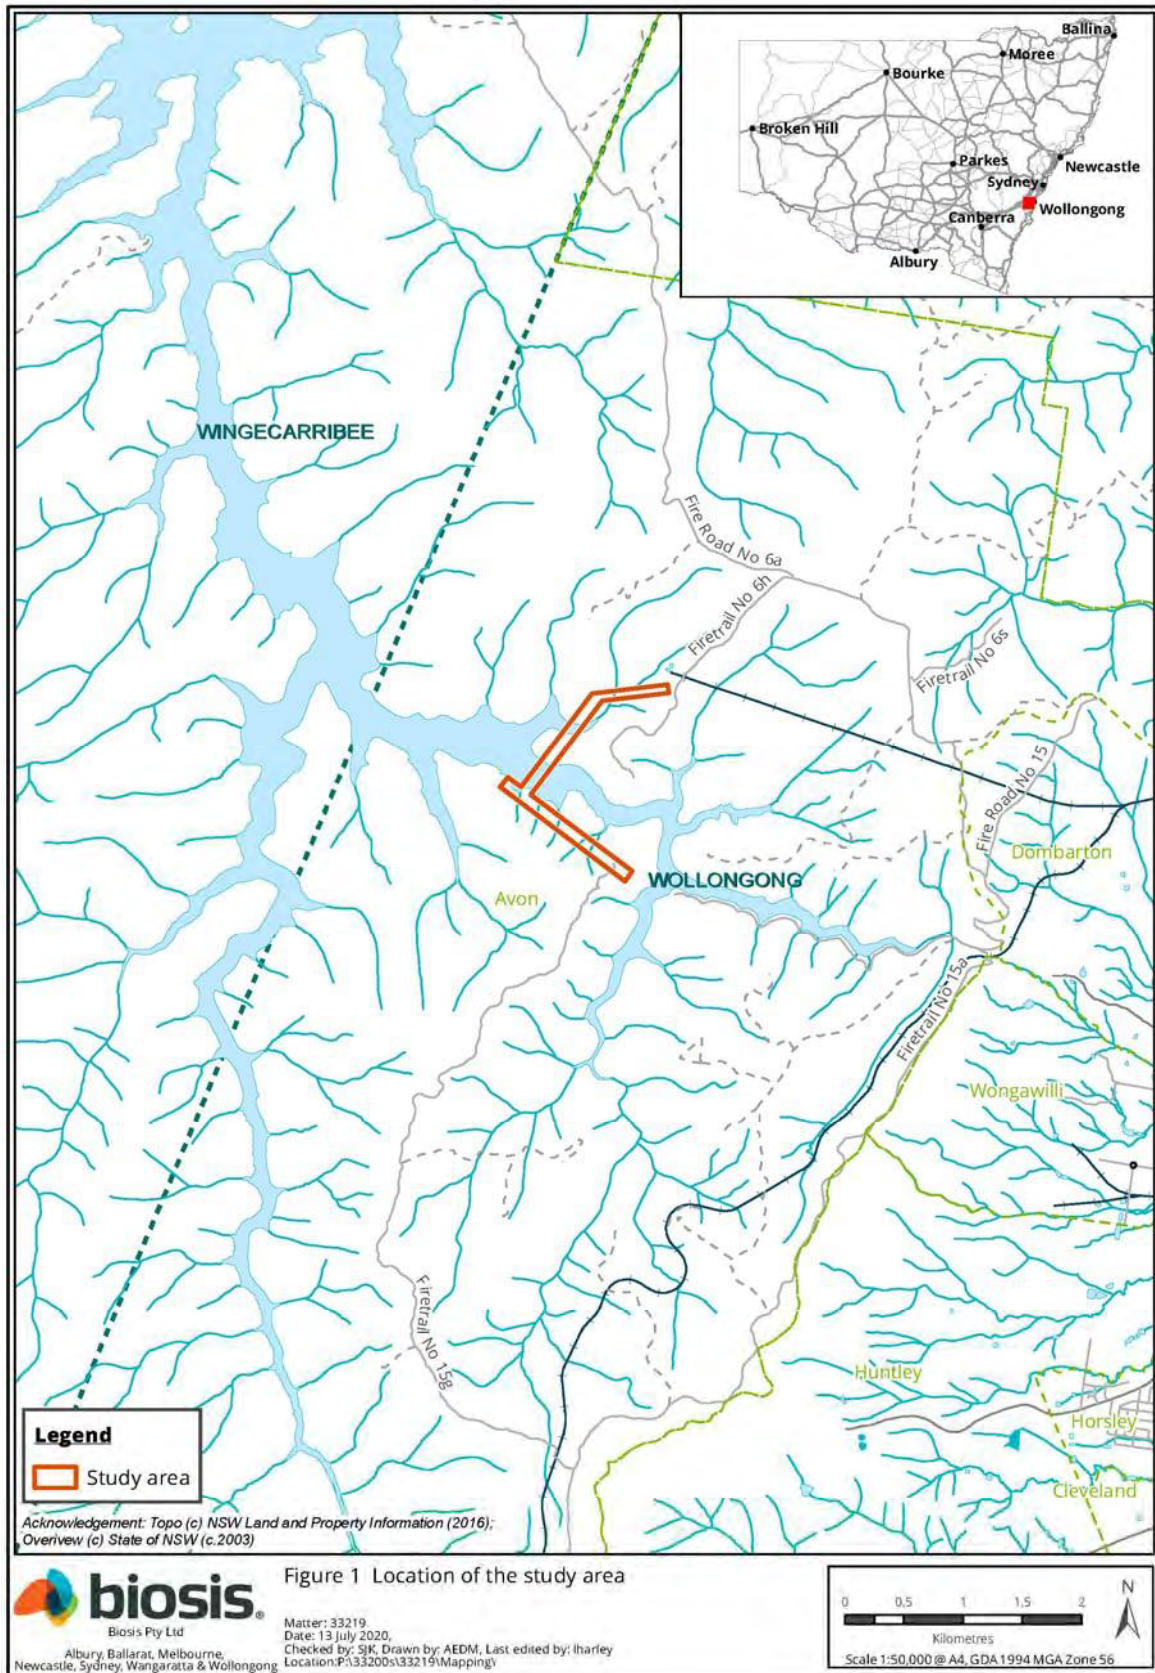 Ballina
Moree
Bourke
Broken Hill
Parkes
Newcastle
Sydney
Wollongong
Canberra
Albury
WINGECARRIBEE
Fire Road No 6a
Firetrail No 6h
Firetrail No 6s
Fire Road No 15
Dombarton
WOLLONGONG
Avon
Firetrail No 15a
Wongawilli
Firetrail No 15g
Huntley
Horsley
Cleveland
Legend
Study area
Acknowledgement: Topo (c) NSW Land and Property Information (2016);
Overivew (c) State of NSW (c.2003)
biosis®
Biosis Pty Ltd
Albury, Ballarat, Melbourne,
Newcastle, Sydney, Wangaratta & Wollongong
Figure 1 Location of the study area
Matter: 33219
Date: 13 July 2020,
Checked by: SJK, Drawn by: AEDM, Last edited by: lharley
Location:P:\33200s\33219\Mapping\
0 0.5 1 1.5 2
Kilometres
N
Scale 1:50,000 @ A4, GDA 1994 MGA Zone 56